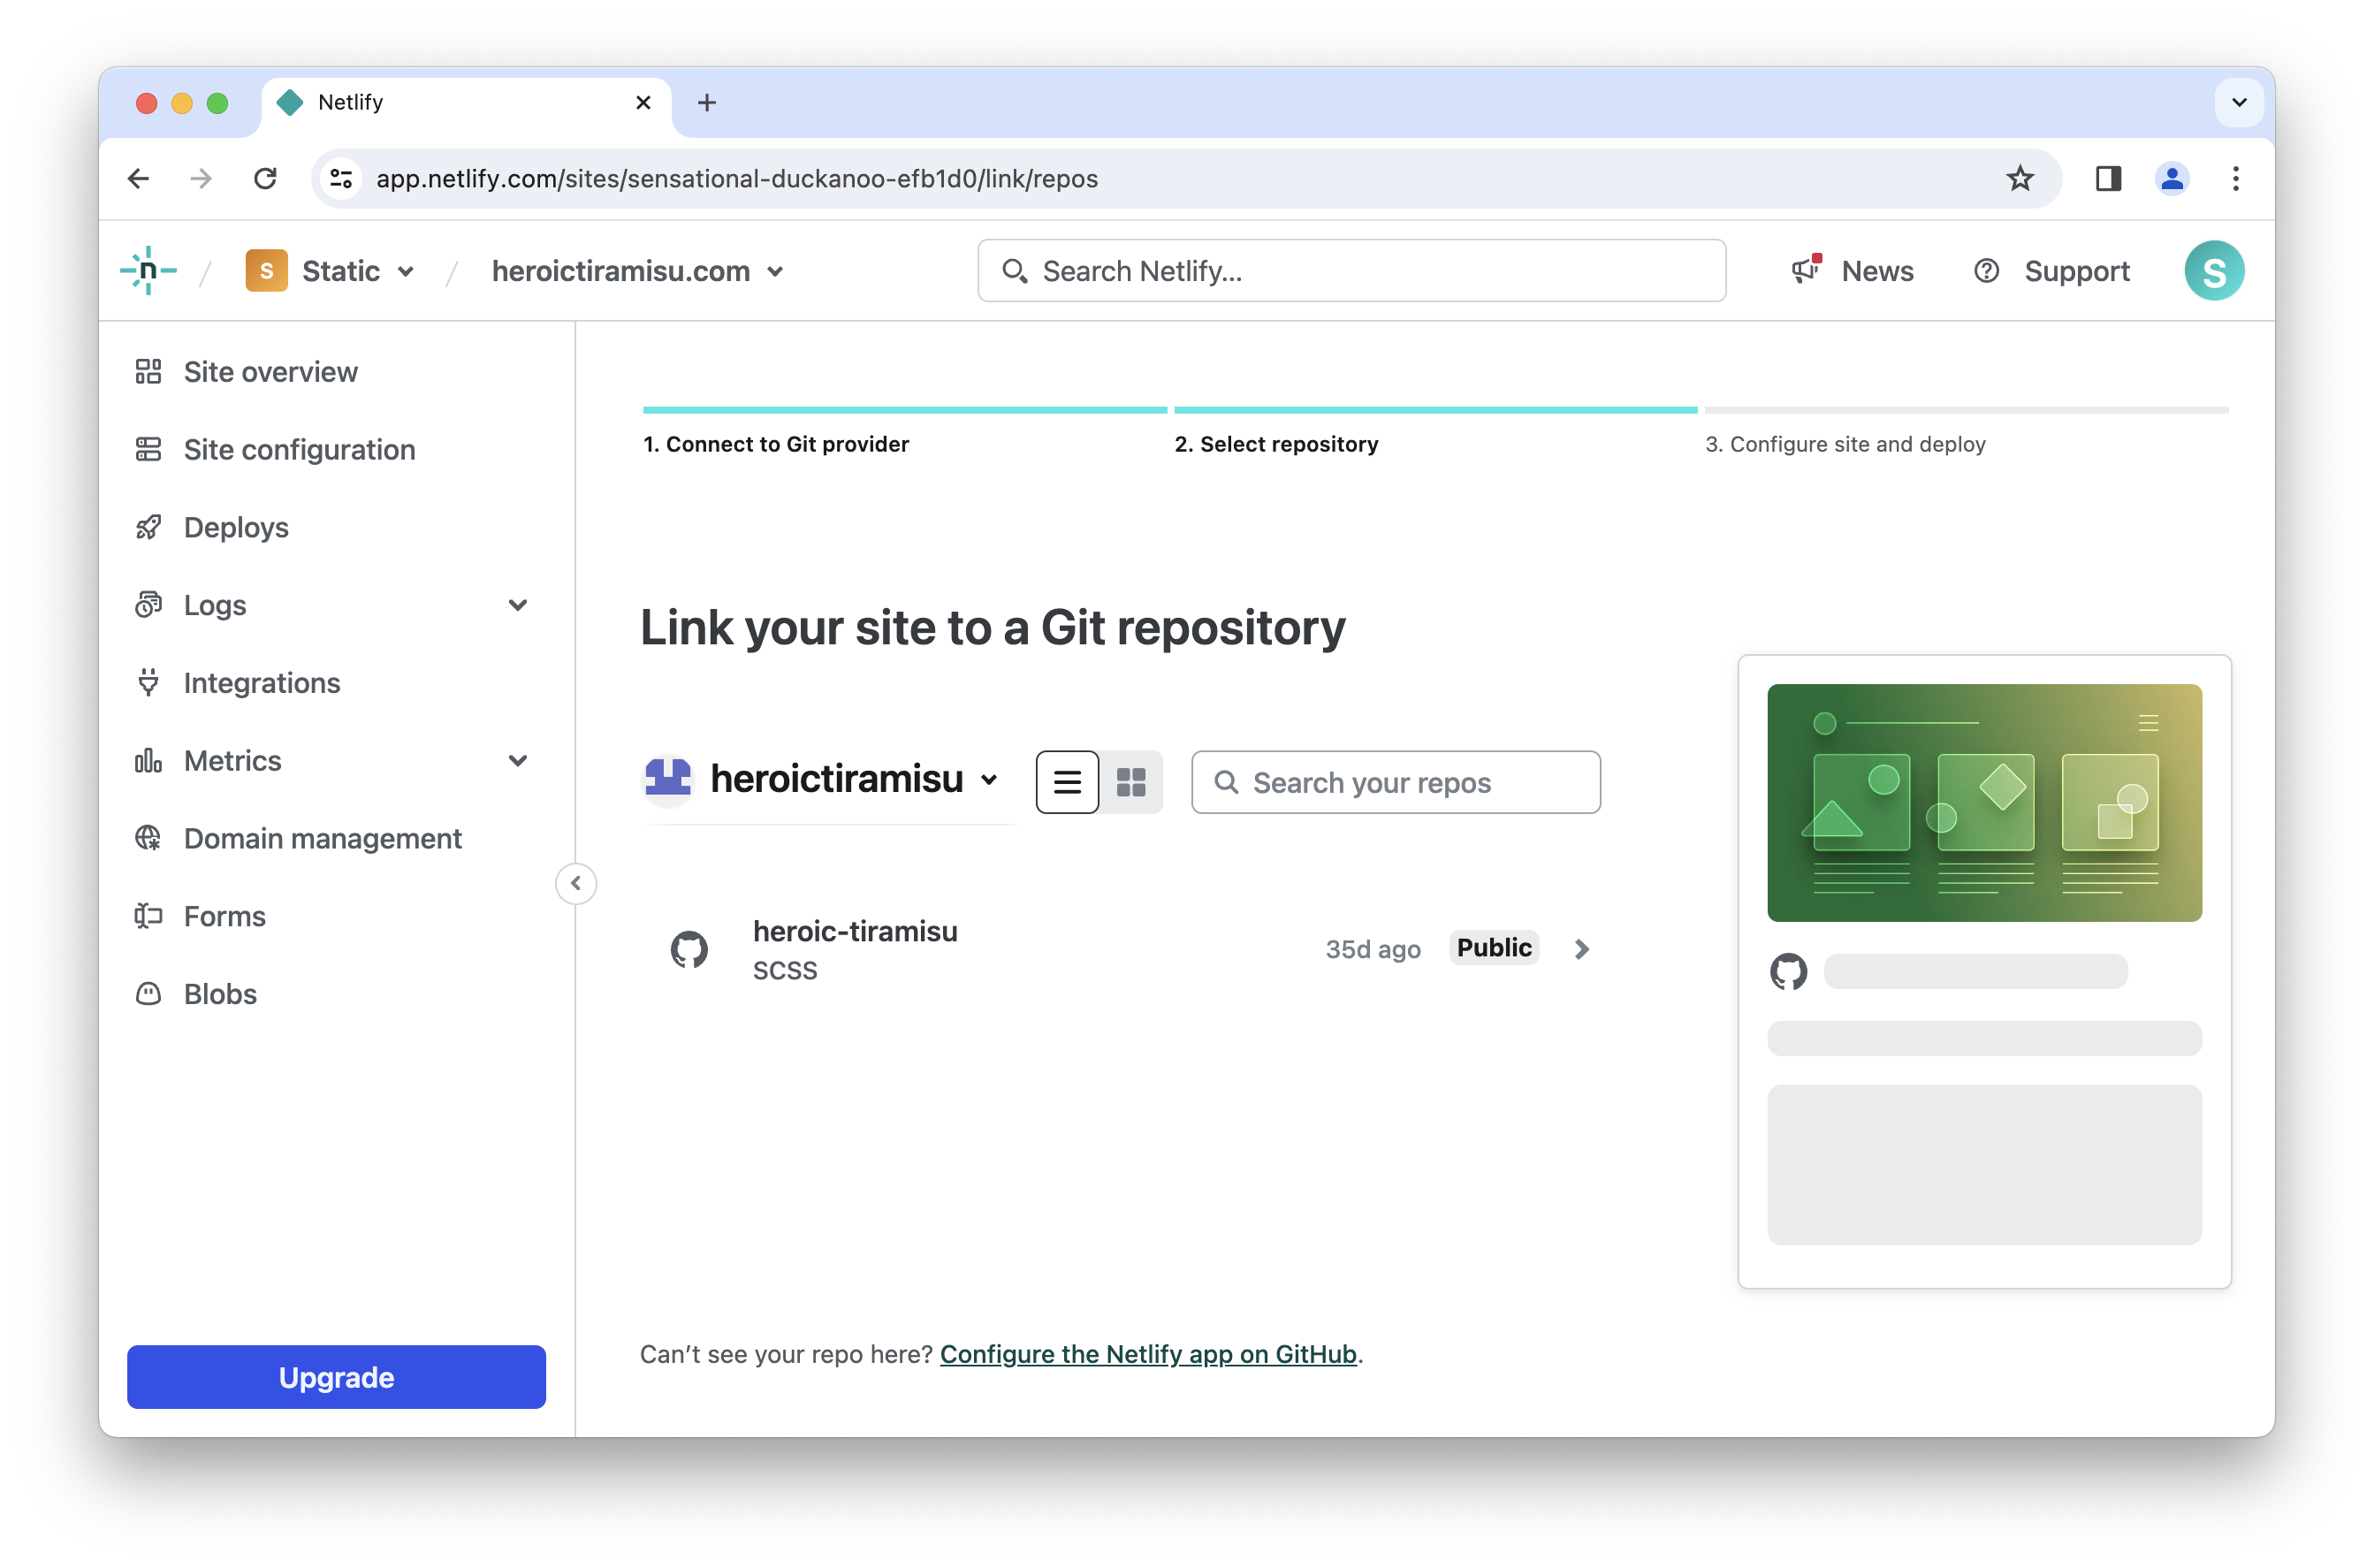 Netlify
app.netlify.com/sites/sensational-duckanoo-efb1d0/link/repos
n
S Static
heroictiramisu.com
Search Netlify...
News
Support
S
Site overview
Site configuration
Deploys
Logs
Integrations
Metrics
Domain management
Forms
Blobs
Upgrade
1. Connect to Git provider
2. Select repository
3. Configure site and deploy
Link your site to a Git repository
heroictiramisu
Search your repos
heroic-tiramisu
SCSS
35d ago
Public
Can’t see your repo here? Configure the Netlify app on GitHub.